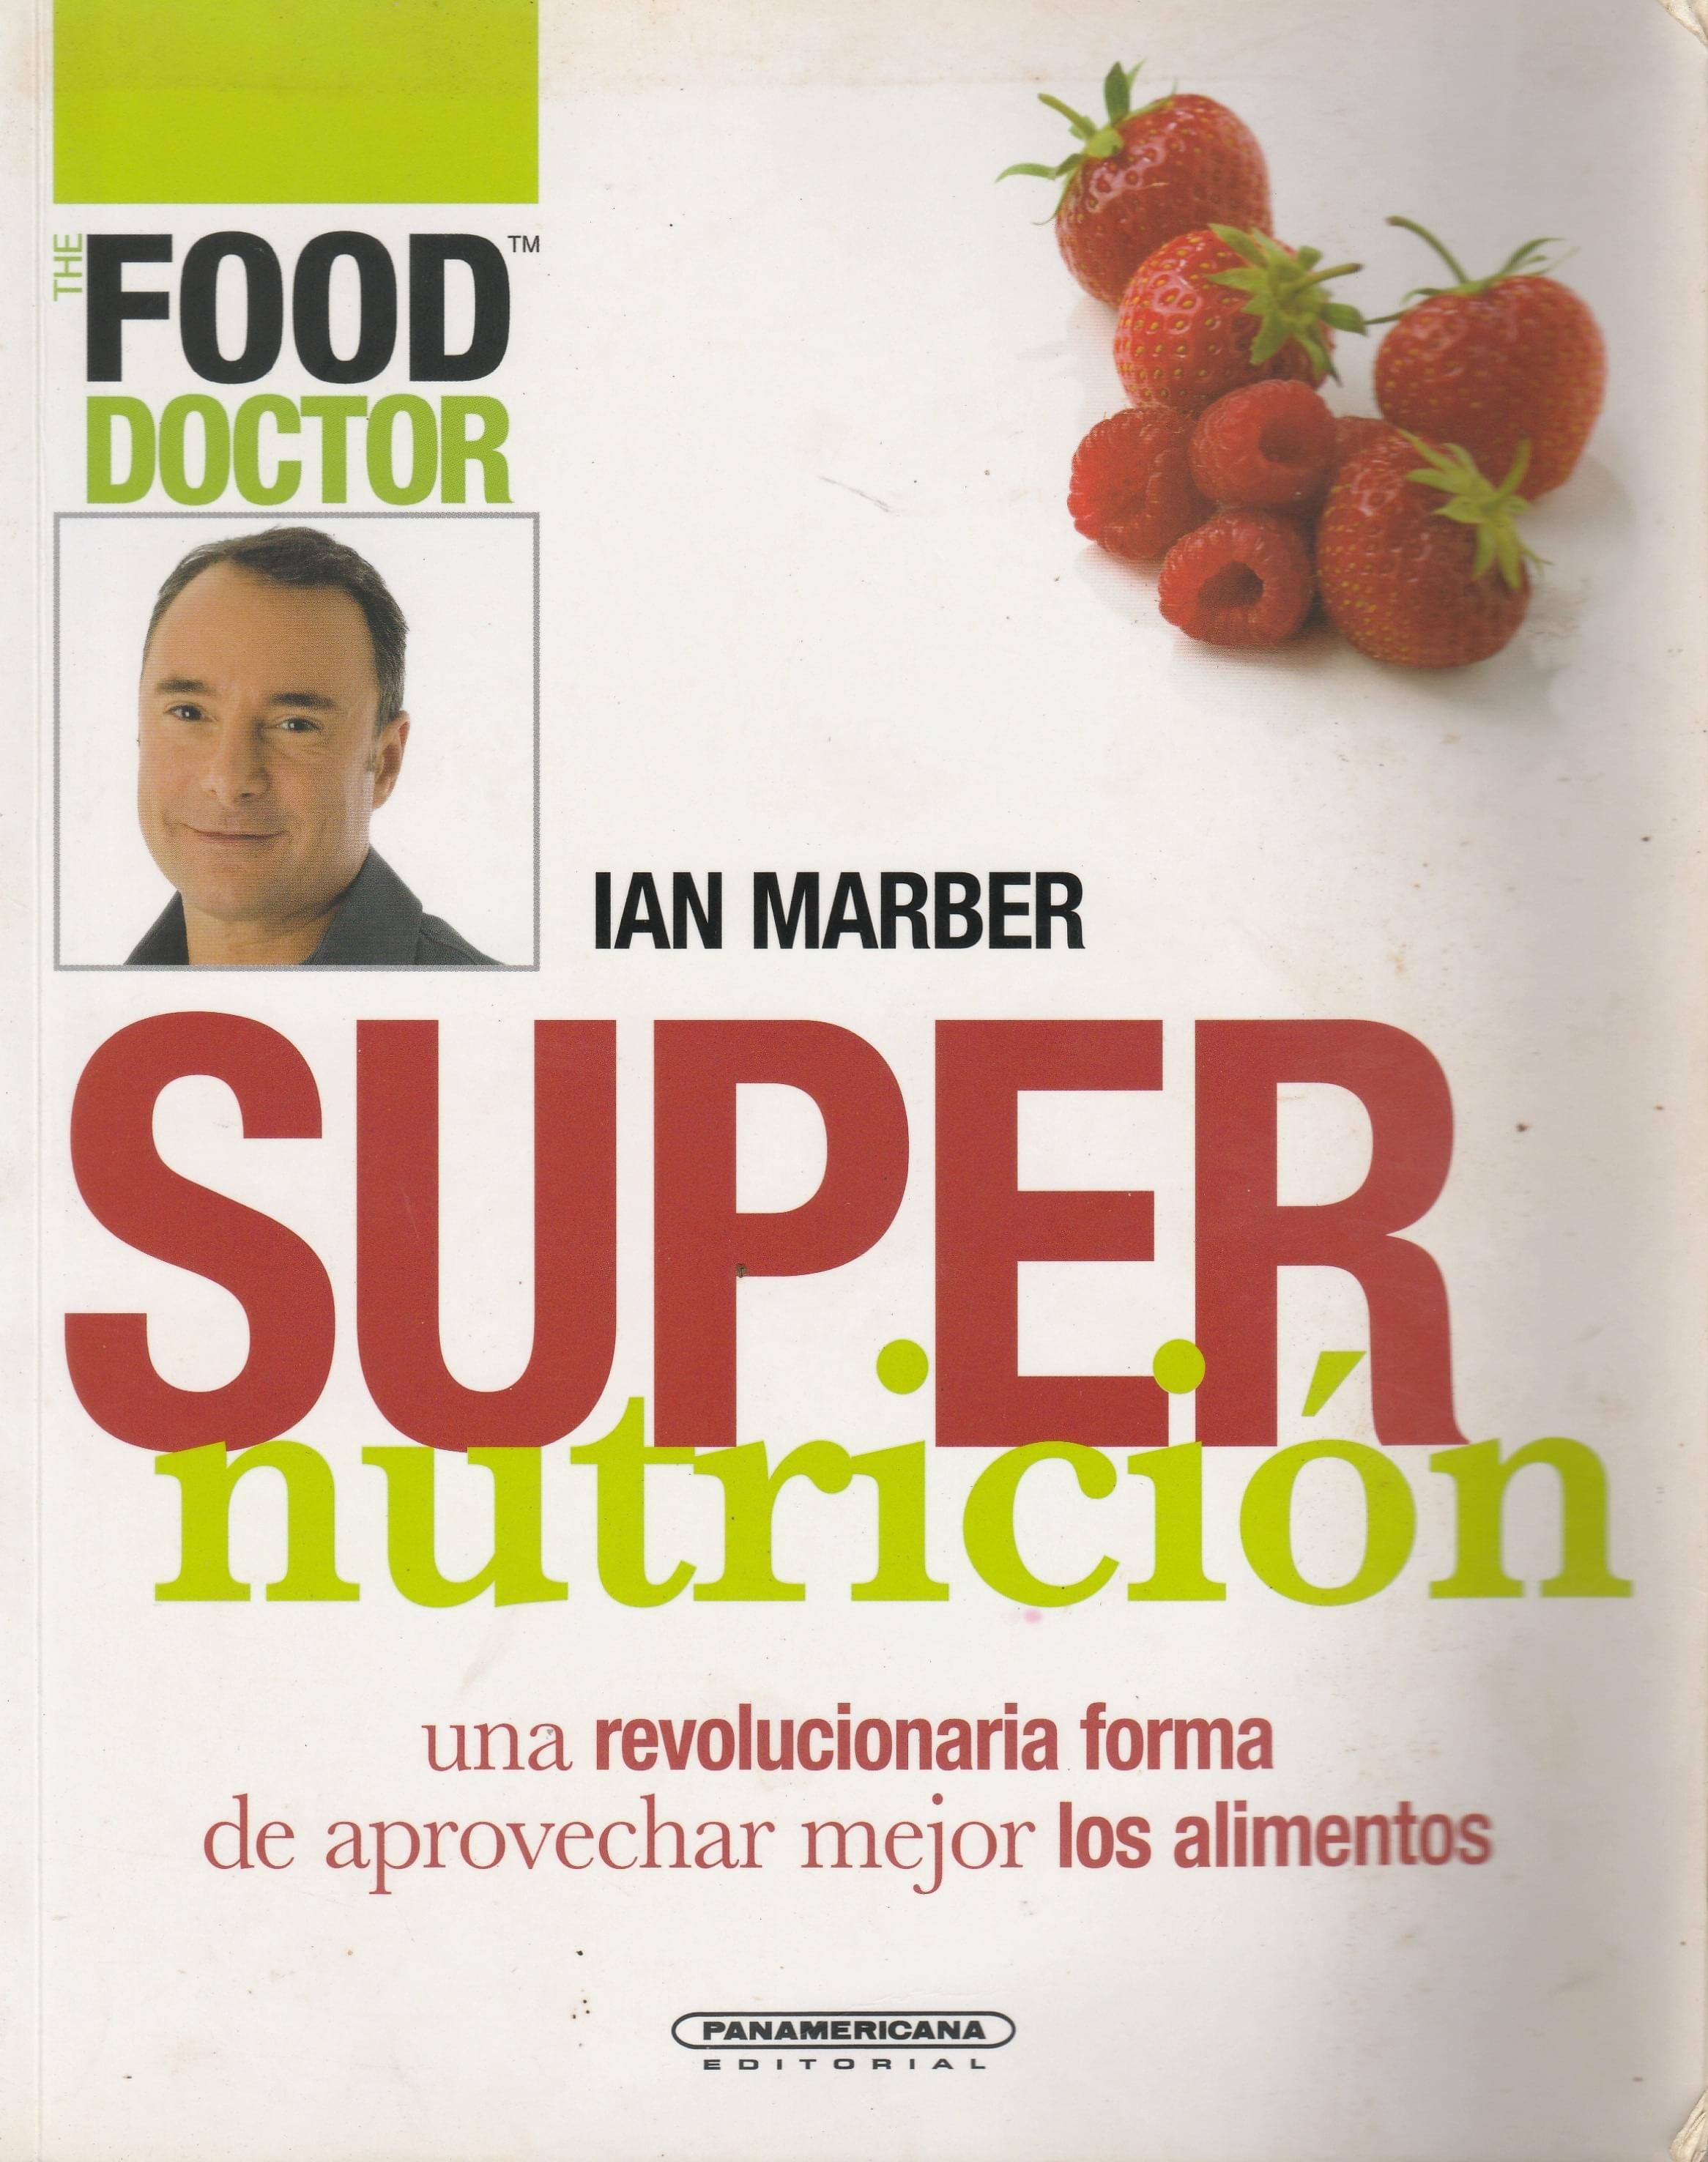 THE
FOOD™
DOCTOR
IAN MARBER
SUPER
nutrición
una revolucionaria forma
de aprovechar mejor los alimentos
PANAMERICANA
EDITORIAL